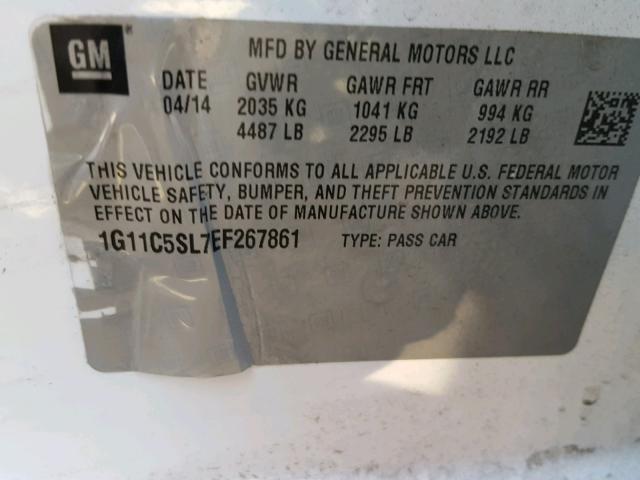 GM
MFD BY GENERAL MOTORS LLC
DATE GVWR GAWR FRT GAWR RR
04/14 2035 KG 1041 KG 994 KG
4487 LB 2295 LB 2192 LB
THIS VEHICLE CONFORMS TO ALL APPLICABLE U.S. FEDERAL MOTOR
VEHICLE SAFETY, BUMPER, AND THEFT PREVENTION STANDARDS IN
EFFECT ON THE DATE OF MANUFACTURE SHOWN ABOVE.
1G11C5SL7EF267861 TYPE: PASS CAR